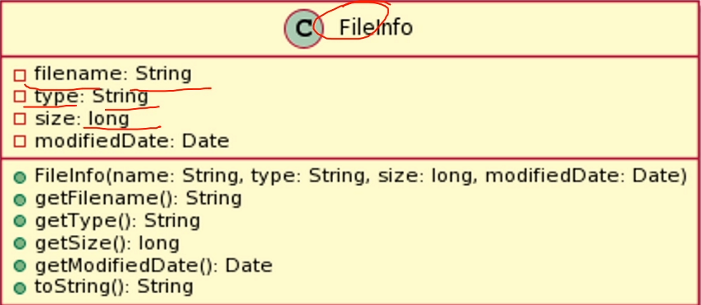 C FileInfo
filename: String
type: String
size: long
modifiedDate: Date
FileInfo(name: String, type: String, size: long, modifiedDate: Date)
getFilename(): String
getType(): String
getSize(): long
getModifiedDate(): Date
toString(): String